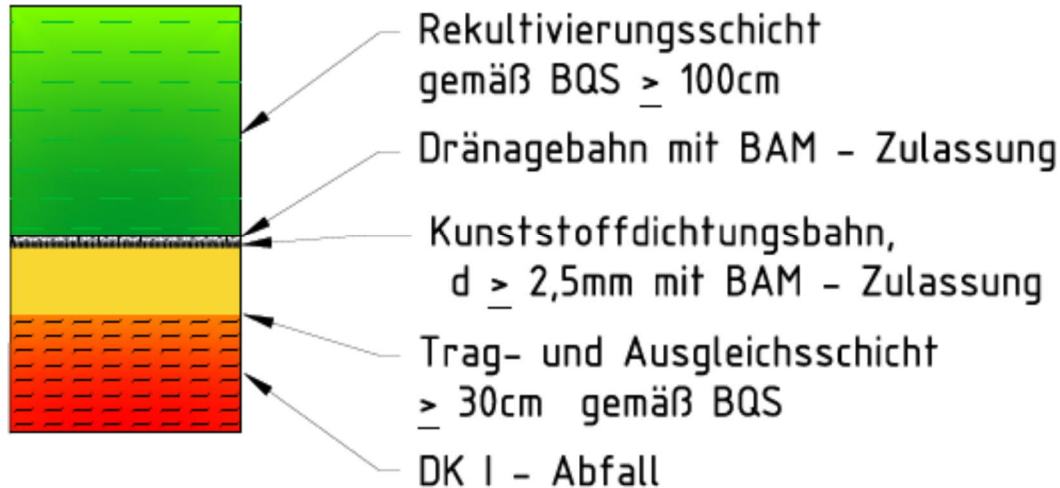 Rekultivierungsschicht
gemäß BQS ≥ 100cm
Dränagebahn mit BAM - Zulassung
Kunststoffdichtungsbahn,
d ≥ 2,5mm mit BAM - Zulassung
Trag- und Ausgleichsschicht
≥ 30cm gemäß BQS
DK I - Abfall